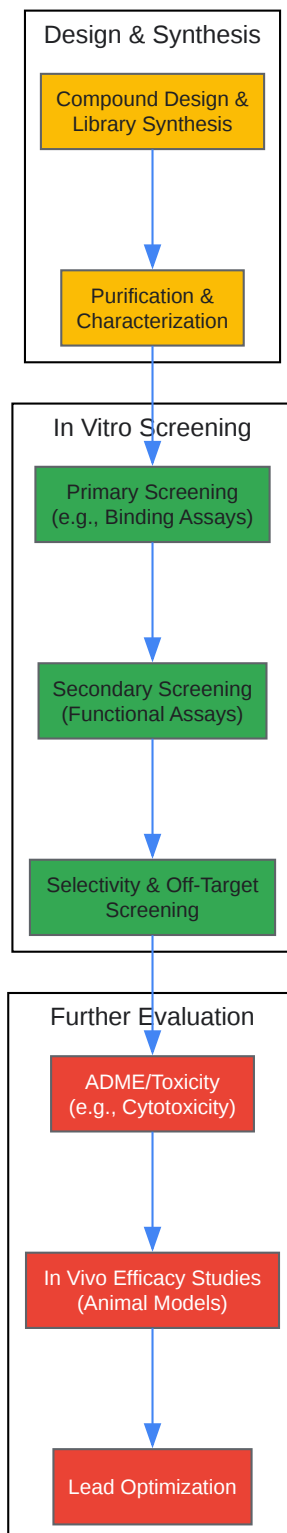 Design & Synthesis
Compound Design &
Library Synthesis
Purification &
Characterization
In Vitro Screening
Primary Screening
(e.g., Binding Assays)
Secondary Screening
(Functional Assays)
Selectivity & Off-Target
Screening
Further Evaluation
ADME/Toxicity
(e.g., Cytotoxicity)
In Vivo Efficacy Studies
(Animal Models)
Lead Optimization